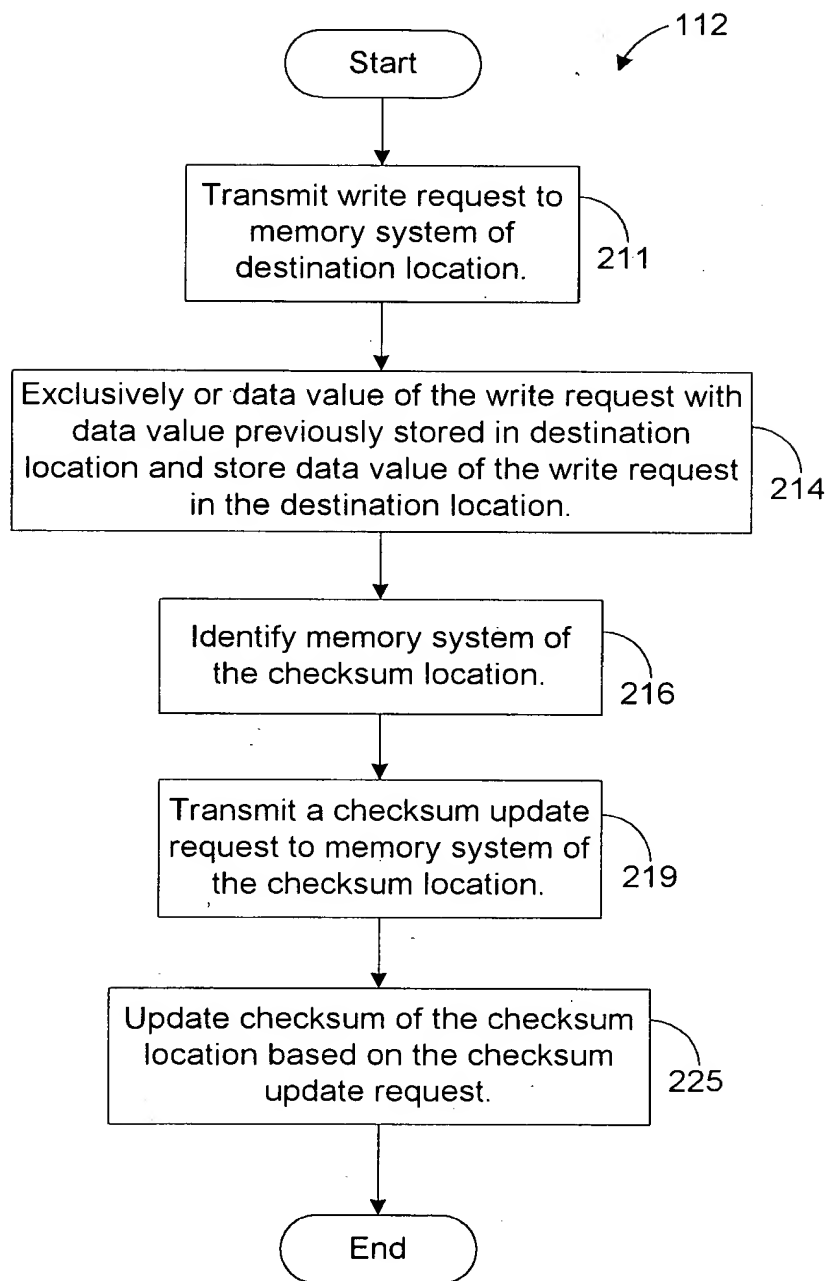 112
Start
Transmit write request to
memory system of
destination location.
211
Exclusively or data value of the write request with
data value previously stored in destination
location and store data value of the write request
in the destination location.
214
Identify memory system of
the checksum location.
216
Transmit a checksum update
request to memory system of
the checksum location.
219
Update checksum of the checksum
location based on the checksum
update request.
225
End